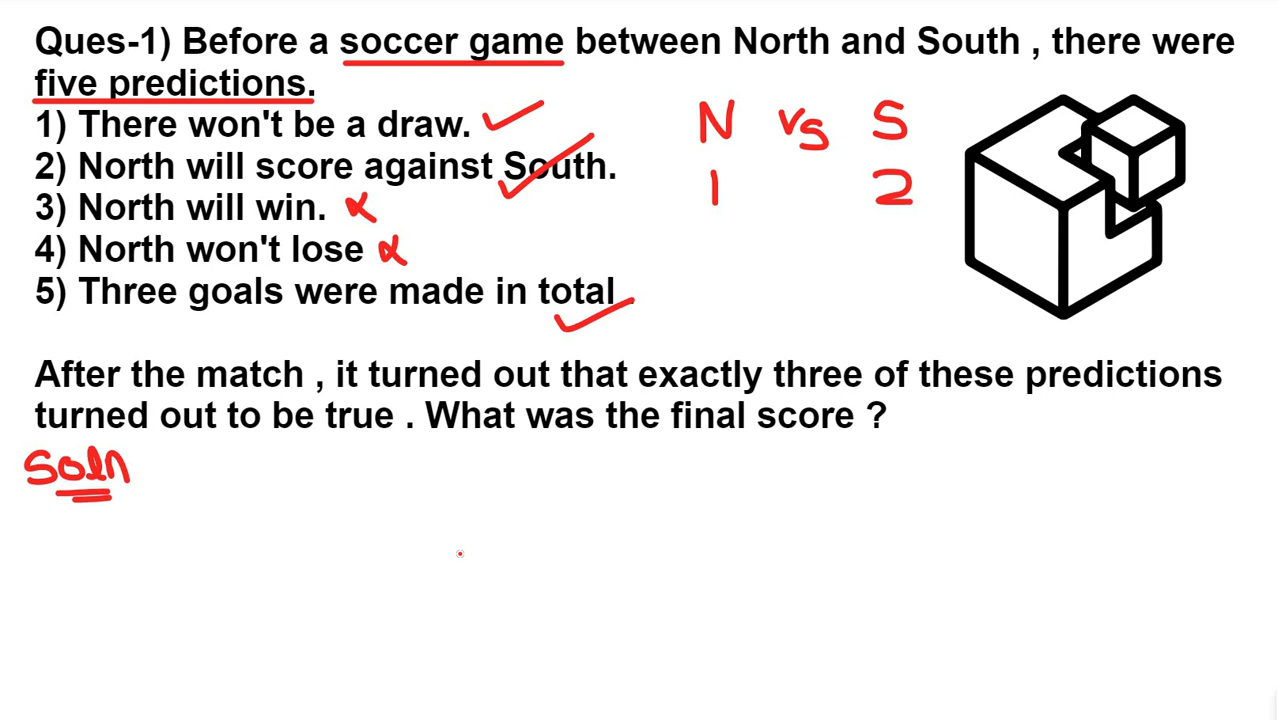 Ques-1) Before a soccer game between North and South , there were
five predictions.
1) There won't be a draw.
2) North will score against South.
3) North will win.
4) North won't lose
5) Three goals were made in total .
N vs S
1 2
After the match , it turned out that exactly three of these predictions
turned out to be true . What was the final score ?
Soln